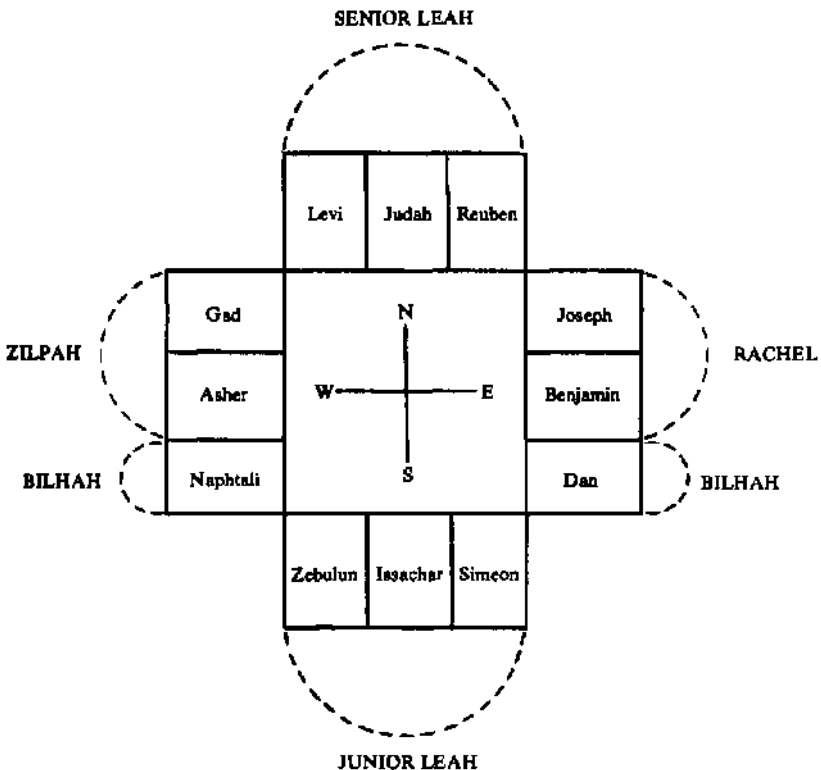 SENIOR LEAH
Levi Judah Reuben
Gad N Joseph
ZILPAH RACHEL
Asher W E Benjamin
BILHAH Naphtali S Dan BILHAH
Zebulun Issachar Simeon
JUNIOR LEAH